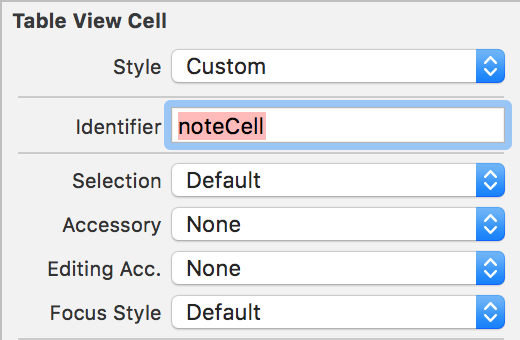 Table View Cell
Style Custom
Identifier noteCell
Selection Default
Accessory None
Editing Acc. None
Focus Style Default